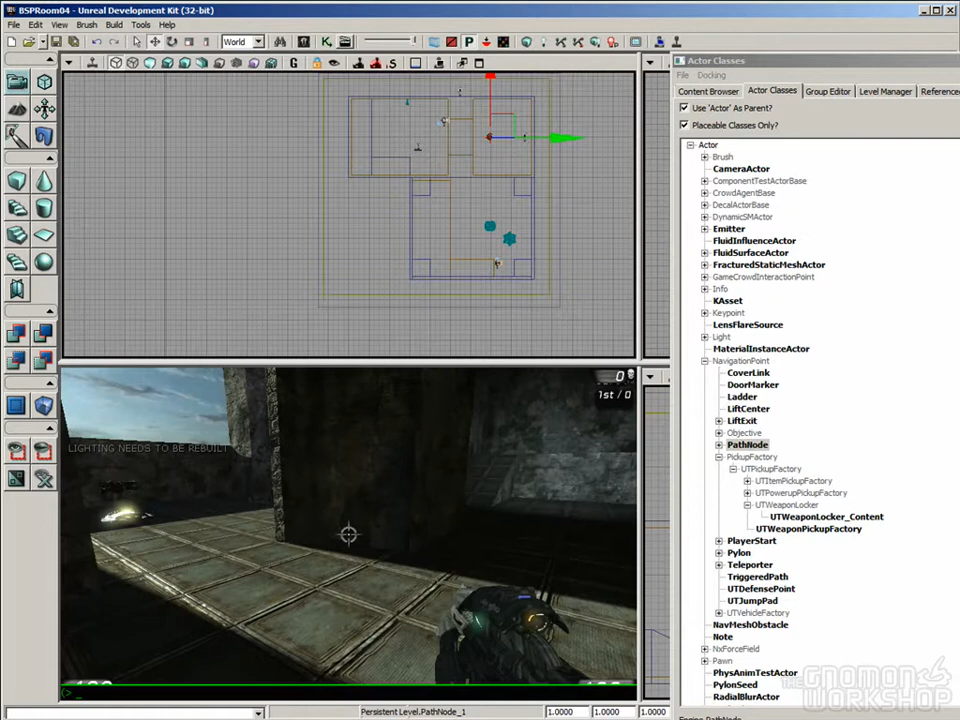 BSPRoom04 - Unreal Development Kit (32-bit)
File Edit View Brush Build Tools Help
World
P
K
G
S
Actor Classes
File Docking
Content Browser Actor Classes Group Editor Level Manager Reference
Use 'Actor' As Parent?
Placeable Classes Only?
Actor
Brush
CameraActor
ComponentTestActorBase
CrowdAgentBase
DecalActorBase
DynamicSMActor
Emitter
FluidInfluenceActor
FluidSurfaceActor
FracturedStaticMeshActor
GameCrowdInteractionPoint
Info
KAsset
Keypoint
LensFlareSource
Light
MaterialInstanceActor
NavigationPoint
CoverLink
DoorMarker
Ladder
LiftCenter
LiftExit
Objective
PathNode
PickupFactory
UTPickupFactory
UTItemPickupFactory
UTPowerupPickupFactory
UTWeaponLocker
UTWeaponLocker_Content
UTWeaponPickupFactory
PlayerStart
Pylon
Teleporter
TriggeredPath
UTDefensePoint
UTJumpPad
UTVehicleFactory
NavMeshObstacle
Note
NxForceField
Pawn
PhysAnimTestActor
PylonSeed
RadialBlurActor
0
1st / 0
LIGHTING NEEDS TO BE REBUILT
(> _
Persistent Level.PathNode_1 1.0000 1.0000 1.0000
THE GNOMON WORKSHOP